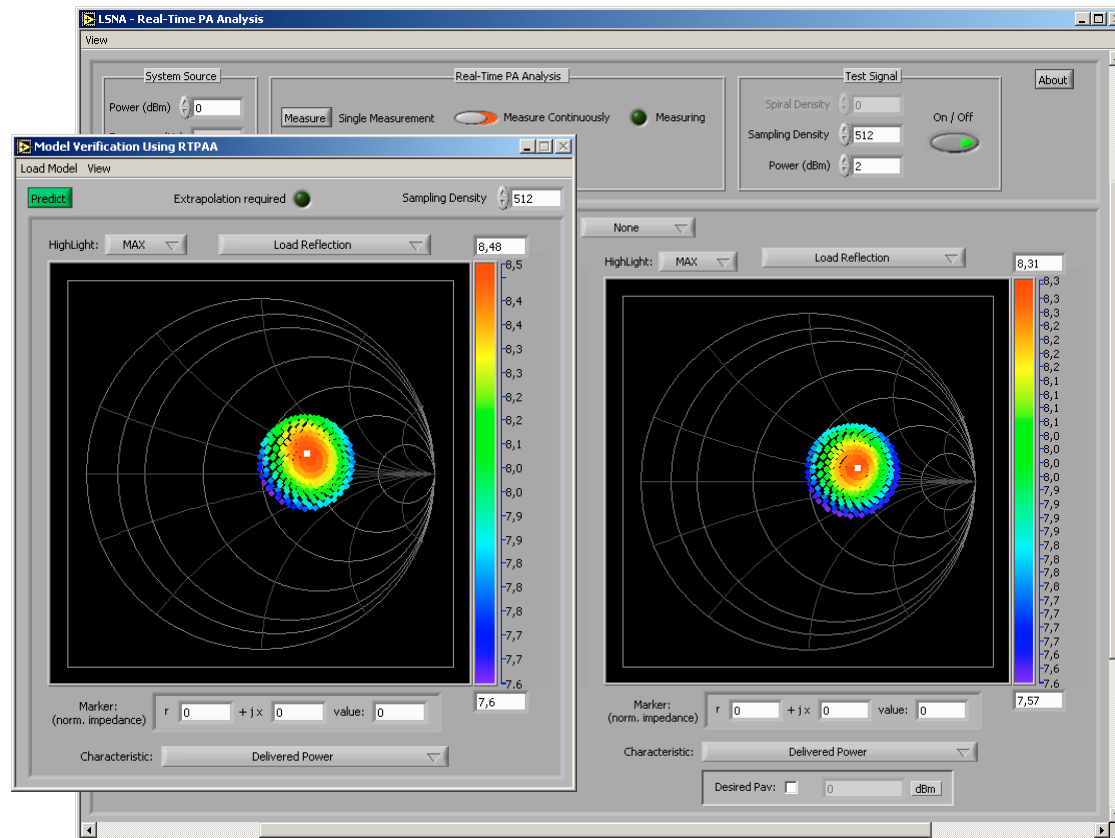 LSNA - Real-Time PA Analysis
View
System Source
Real-Time PA Analysis
Test Signal
About
Power (dBm) 0
Measure Single Measurement Measure Continuously Measuring
Spiral Density 0
Sampling Density 512
Power (dBm) 2
On / Off
Model Verification Using RTPAA
Load Model View
Predict Extrapolation required Sampling Density 512
HighLight: MAX Load Reflection 8,48
8,5
8,4
8,4
8,3
8,3
8,2
8,2
8,1
8,0
8,0
7,9
7,9
7,8
7,8
7,7
7,7
7.6
7,6
Marker:
(norm. impedance) r 0 +jx 0 value: 0
Characteristic: Delivered Power
None
HighLight: MAX Load Reflection 8,31
8,3
8,3
8,3
8,2
8,2
8,2
8,2
8,1
8,1
8,1
8,1
8,0
8,0
8,0
8,0
7,9
7,9
7,9
7,9
7,8
7,8
7,8
7,8
7,7
7,7
7,7
7,7
7,6
7,6
7.6
7,57
Marker:
(norm. impedance) r 0 +jx 0 value: 0
Characteristic: Delivered Power
Desired Pav: 0 dBm